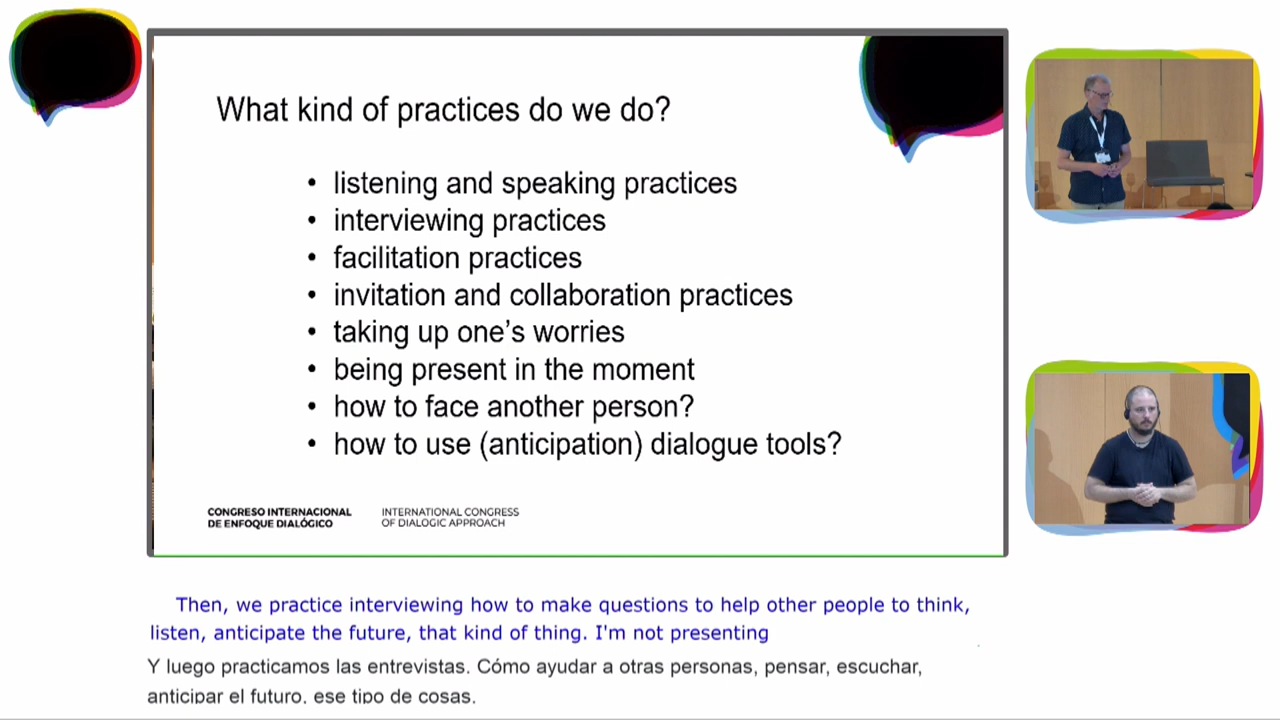 What kind of practices do we do?
• listening and speaking practices
• interviewing practices
• facilitation practices
• invitation and collaboration practices
• taking up one’s worries
• being present in the moment
• how to face another person?
• how to use (anticipation) dialogue tools?
CONGRESO INTERNACIONAL
DE ENFOQUE DIALÓGICO
INTERNATIONAL CONGRESS
OF DIALOGIC APPROACH
Then, we practice interviewing how to make questions to help other people to think,
listen, anticipate the future, that kind of thing. I'm not presenting
Y luego practicamos las entrevistas. Cómo ayudar a otras personas, pensar, escuchar,
anticipar el futuro, ese tipo de cosas.